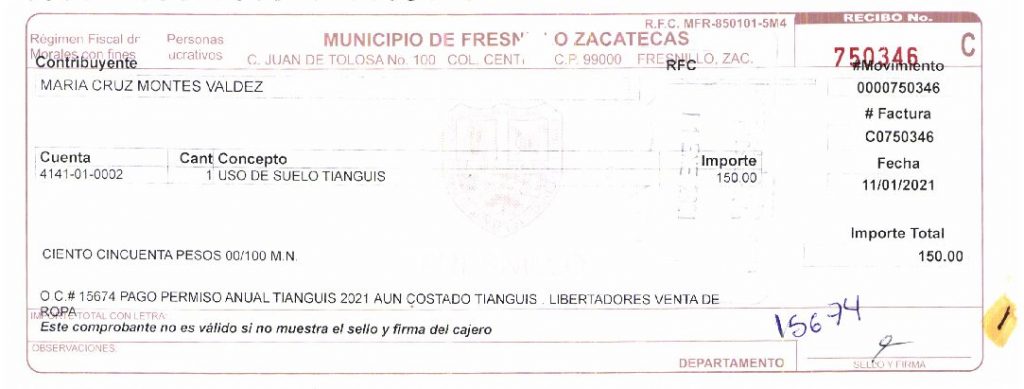 R.F.C. MFR-850101-5M4
RECIBO No.
Régimen Fiscal de Personas
Morales con fines lucrativos
MUNICIPIO DE FRESN O ZACATECAS
C. JUAN DE TOLOSA No. 100 COL. CENT. C.P. 99000 FRESNILLO, ZAC.
750346 C
Contribuyente RFC #Movimiento
MARIA CRUZ MONTES VALDEZ 0000750346
# Factura
C0750346
Cuenta Cant Concepto Importe Fecha
4141-01-0002 1 USO DE SUELO TIANGUIS 150.00 11/01/2021
Importe Total
CIENTO CINCUENTA PESOS 00/100 M.N. 150.00
FRESNILLO
O.C.# 15674 PAGO PERMISO ANUAL TIANGUIS 2021 AUN COSTADO TIANGUIS . LIBERTADORES VENTA DE
ROPA
IMPORTE TOTAL CON LETRA:
Este comprobante no es válido si no muestra el sello y firma del cajero
15674
OBSERVACIONES:
DEPARTAMENTO
SELLO Y FIRMA
1